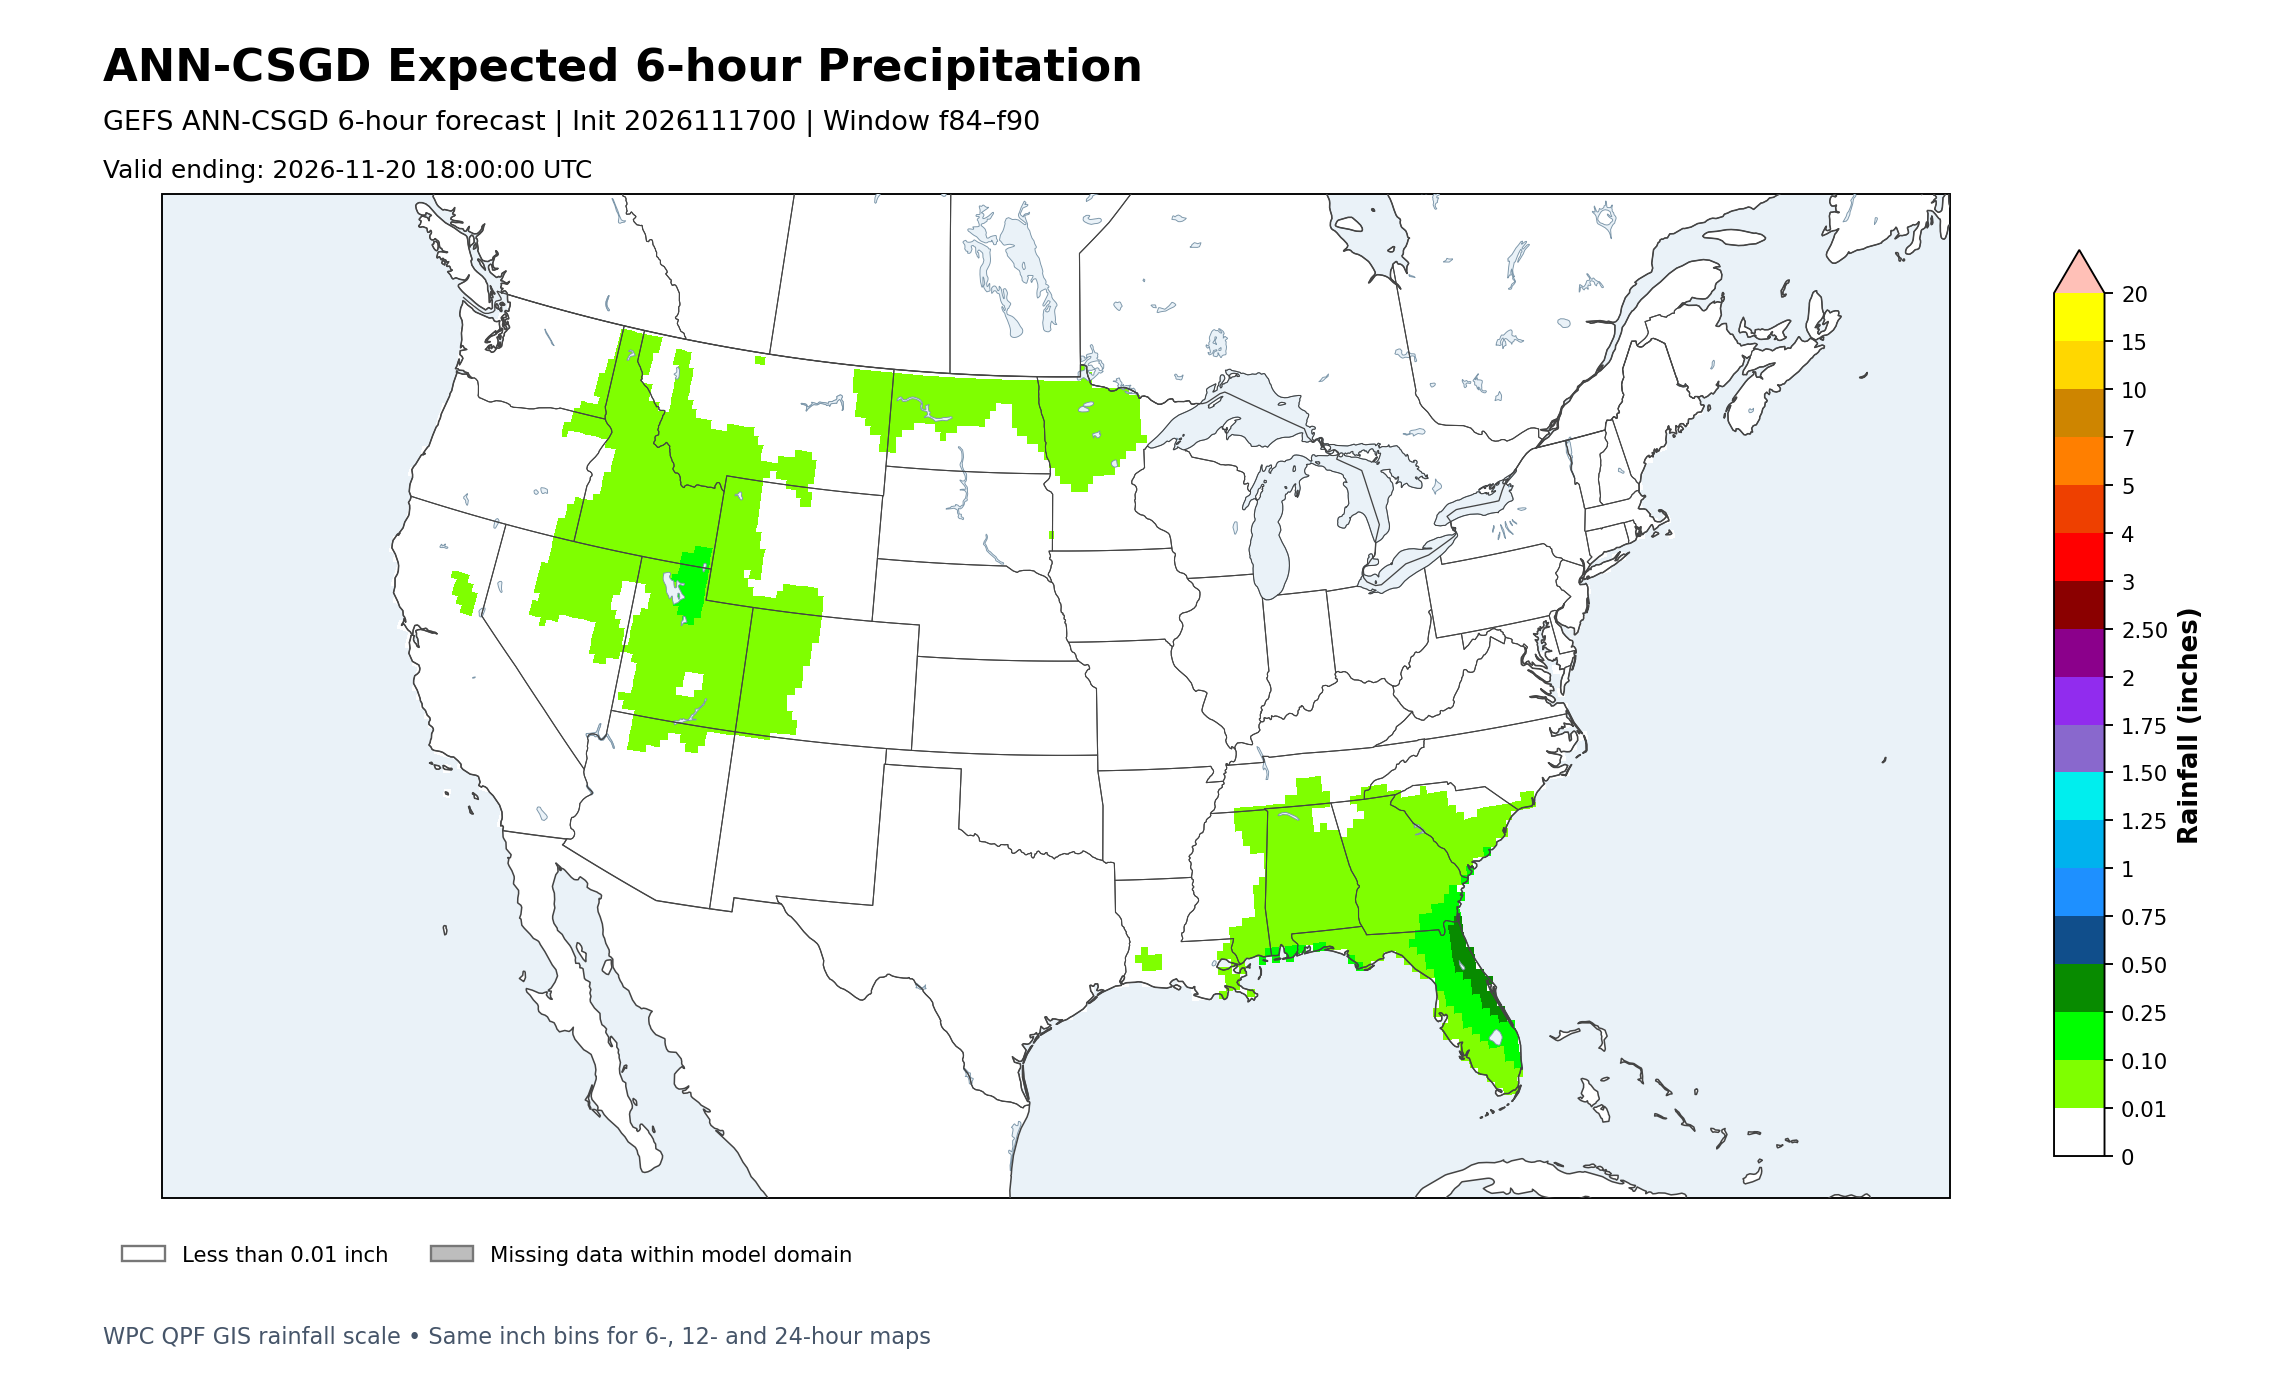 ANN-CSGD Expected 6-hour Precipitation
GEFS ANN-CSGD 6-hour forecast | Init 2026111700 | Window f84–f90
Valid ending: 2026-11-20 18:00:00 UTC
20
15
10
7
5
4
3
2.50
2
1.75
1.50
1.25
1
0.75
0.50
0.25
0.10
0.01
0
Rainfall (inches)
Less than 0.01 inch
Missing data within model domain
WPC QPF GIS rainfall scale • Same inch bins for 6-, 12- and 24-hour maps